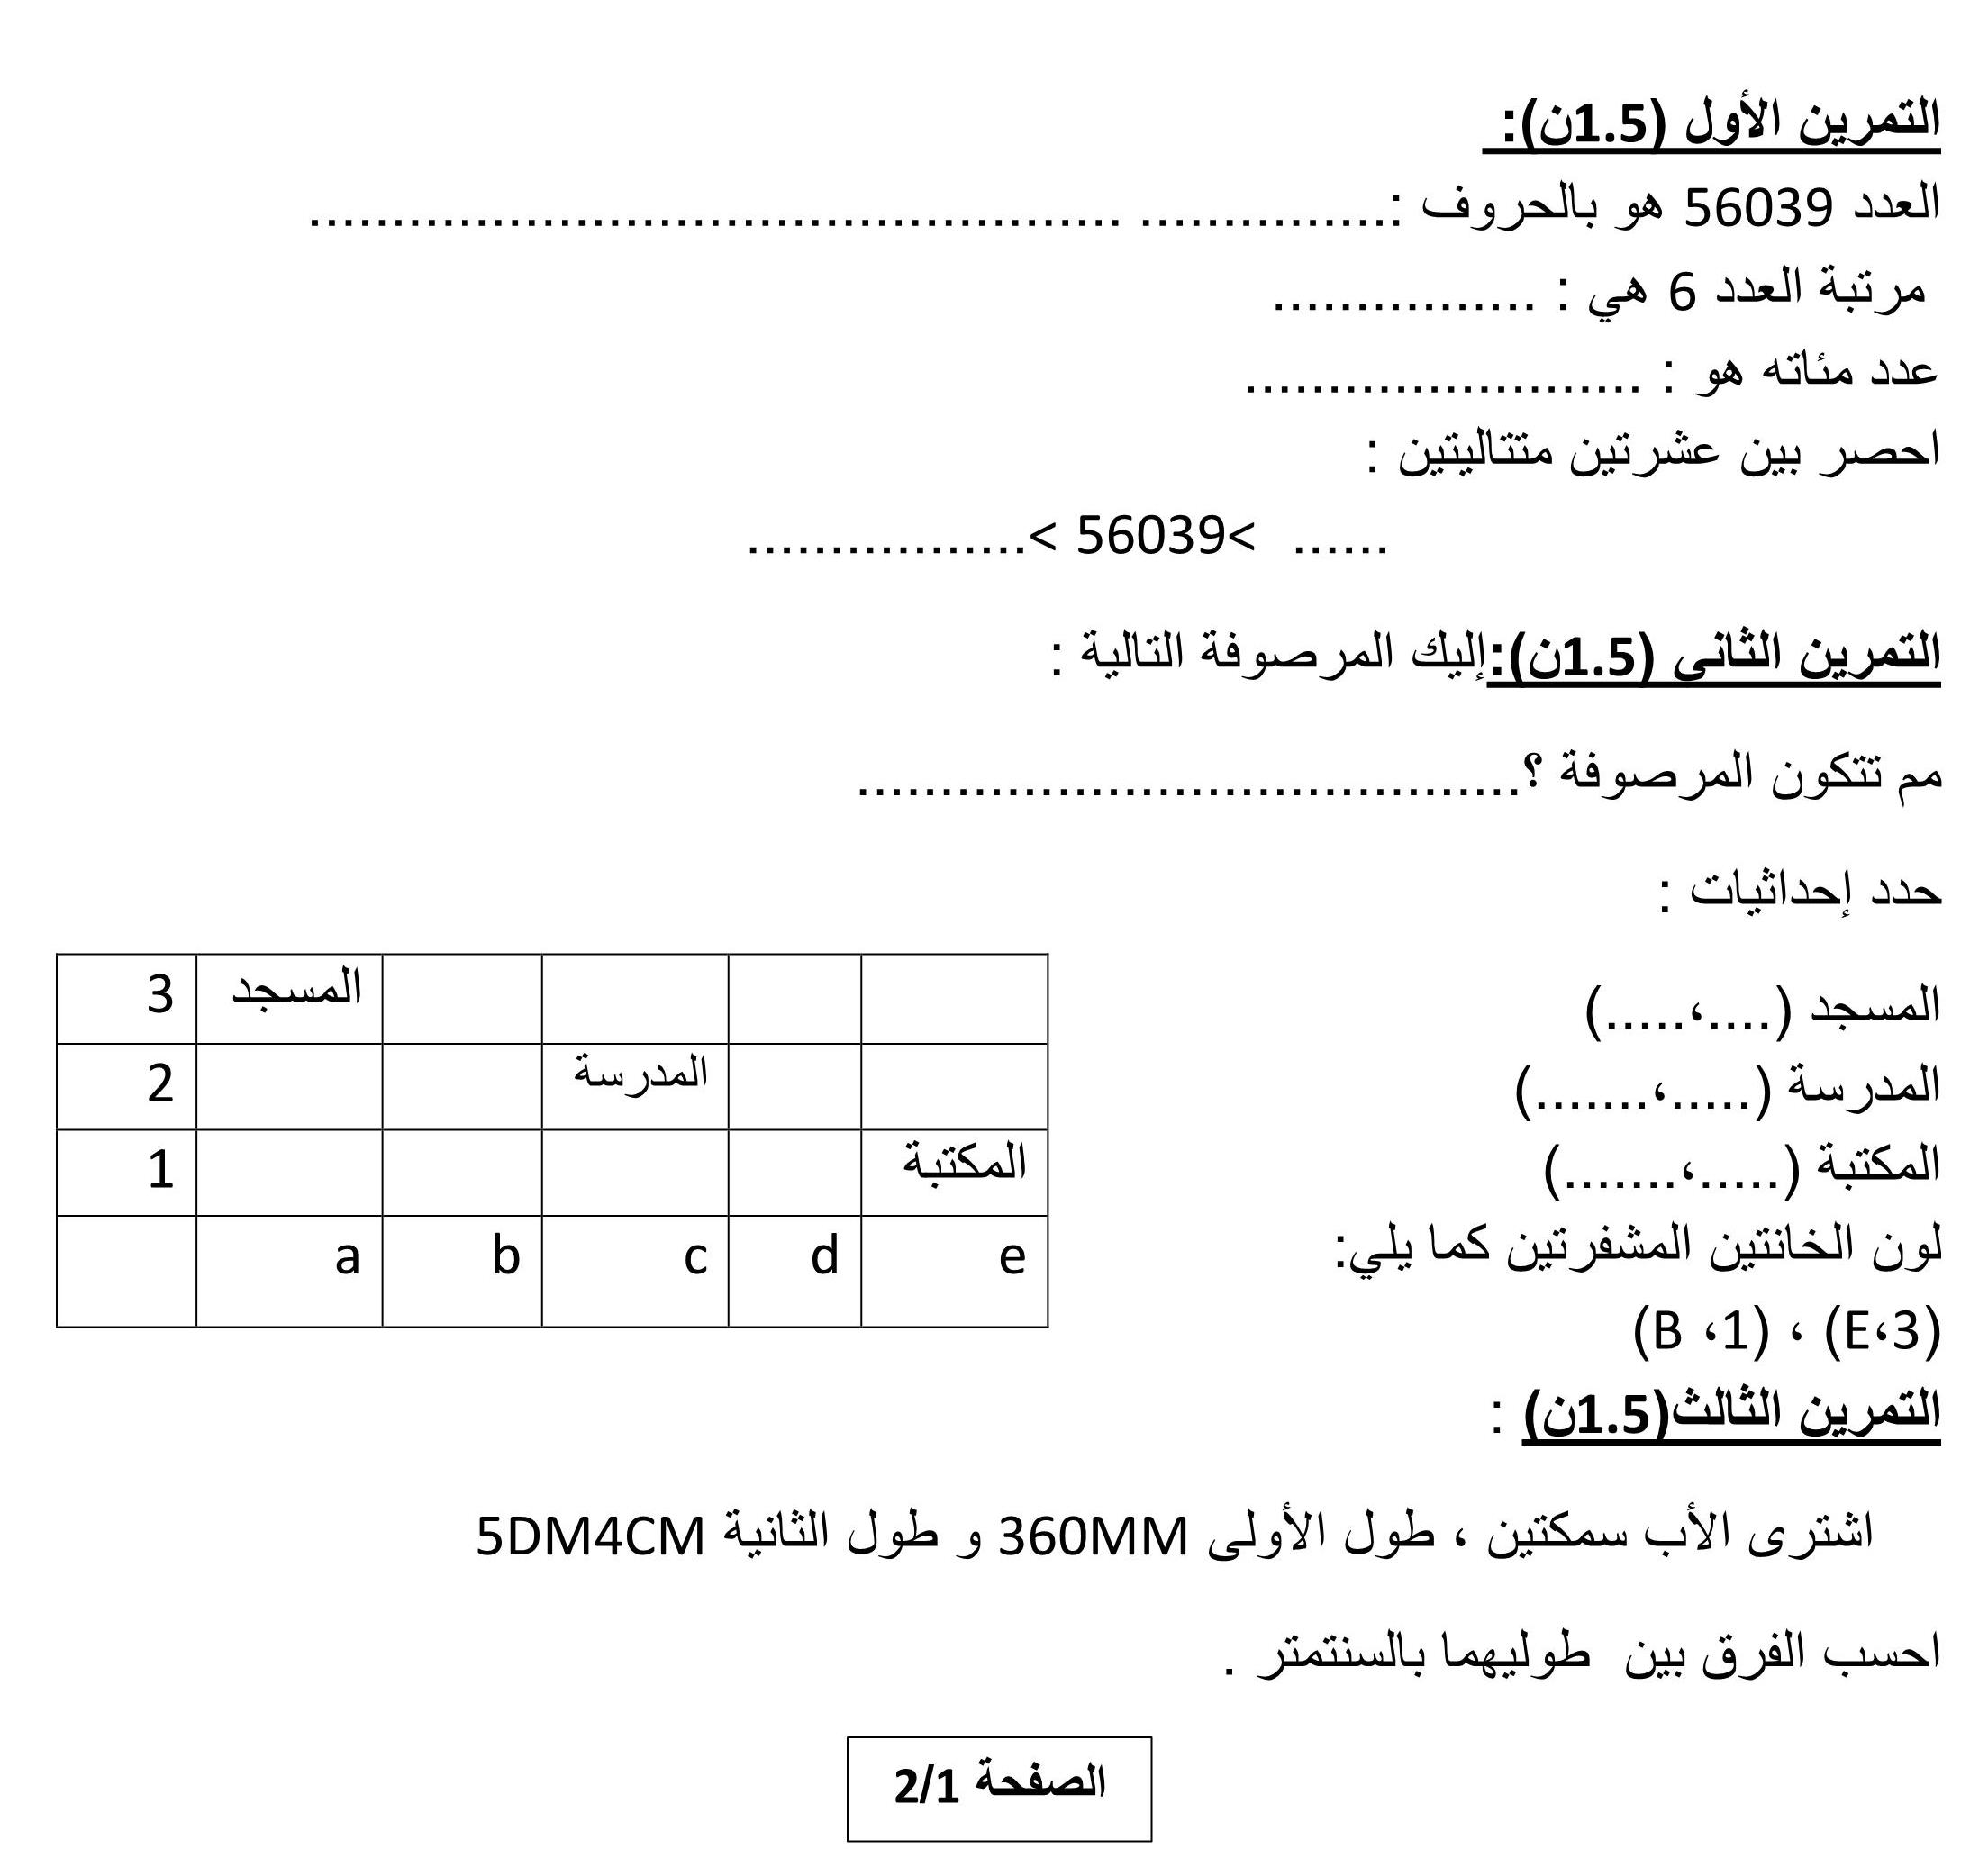 التمرين الأول (1.5ن):
العدد 56039 هو بالحروف :............... .................................................
مرتبة العدد 6 هي : ................
عدد مئاته هو : ........................
احصر بين عشرتين متتاليتين :
.................< 56039< ......
التمرين الثاني (1.5ن):إليك المرصوفة التالية :
مم تتكون المرصوفة ؟........................................
حدد إحداثيات :
المسجد (....،.....)
المدرسة (.....،.......)
المكتبة (.....،.......)
لون الخانتين المشفرتين كما يلي:
(E،3) ، (B ،1)
3 المسجد
2 المدرسة
1 المكتبة
a b c d e
التمرين الثالث(1.5ن) :
اشترى الأب سمكتين ، طول الأولى 360MM و طول الثانية 5DM4CM
احسب الفرق بين طوليهما بالسنتمتر .
الصفحة 2/1